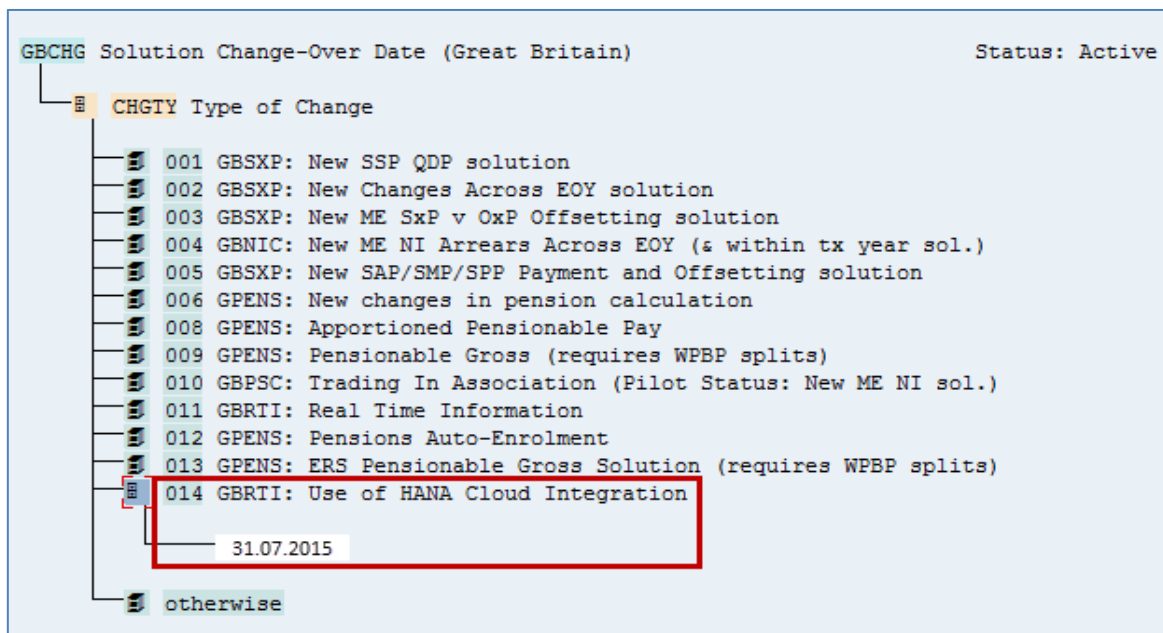 GBCHG Solution Change-Over Date (Great Britain) Status: Active
CHGTY Type of Change
001 GBSXP: New SSP QDP solution
002 GBSXP: New Changes Across EOY solution
003 GBSXP: New ME SxP v OxP Offsetting solution
004 GBNIC: New ME NI Arrears Across EOY (& within tx year sol.)
005 GBSXP: New SAP/SMP/SPP Payment and Offsetting solution
006 GPENS: New changes in pension calculation
008 GPENS: Apportioned Pensionable Pay
009 GPENS: Pensionable Gross (requires WPBP splits)
010 GBPSC: Trading In Association (Pilot Status: New ME NI sol.)
011 GBRTI: Real Time Information
012 GPENS: Pensions Auto-Enrolment
013 GPENS: ERS Pensionable Gross Solution (requires WPBP splits)
014 GBRTI: Use of HANA Cloud Integration
31.07.2015
otherwise